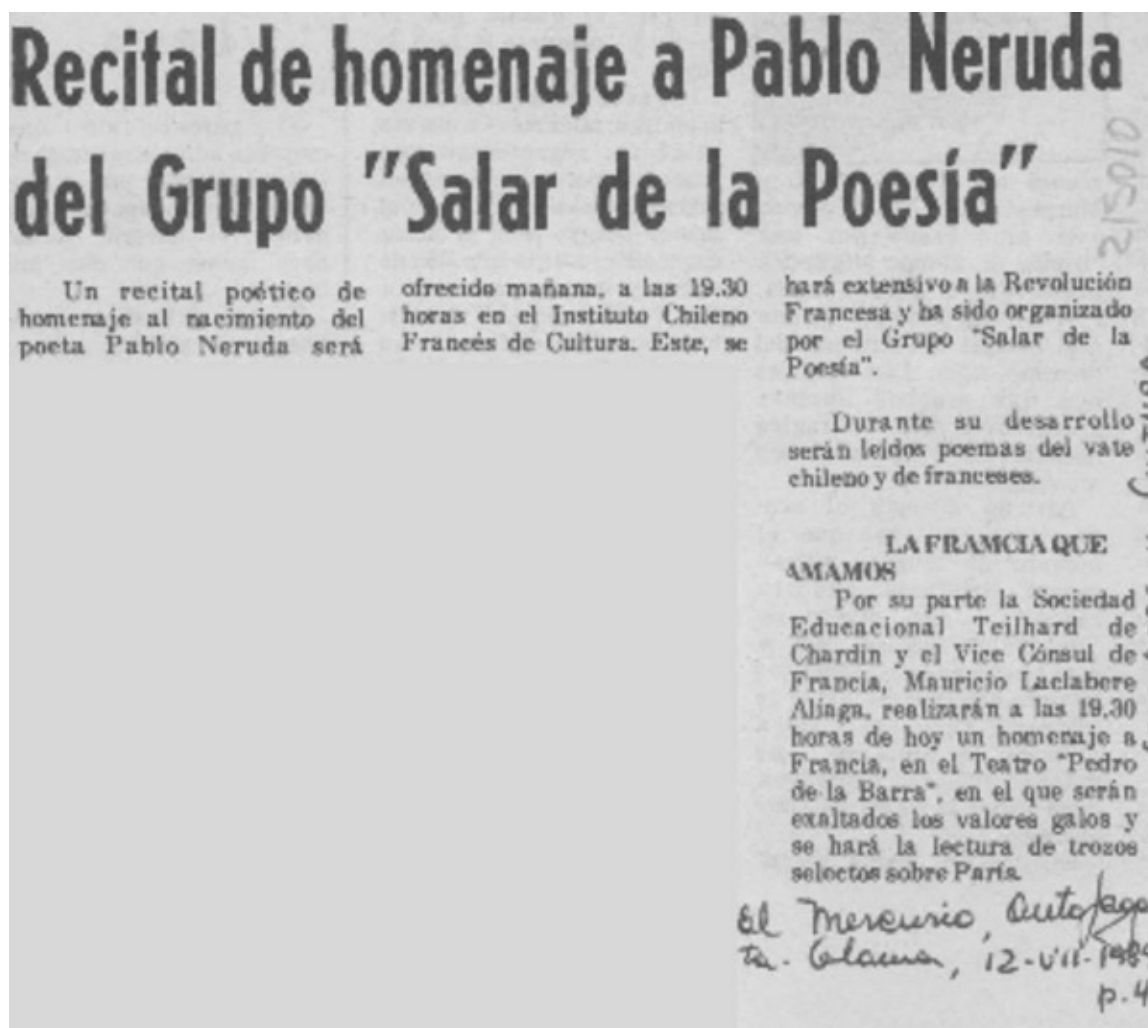 Recital de homenaje a Pablo Neruda
del Grupo "Salar de la Poesía"
Un recital poético de
homenaje al nacimiento del
poeta Pablo Neruda será
ofrecido mañana, a las 19.30
horas en el Instituto Chileno
Francés de Cultura. Este, se
hará extensivo a la Revolución
Francesa y ha sido organizado
por el Grupo "Salar de la
Poesía".
Durante su desarrollo
serán leídos poemas del vate
chileno y de franceses.
LA FRAMCIA QUE
AMAMOS
Por su parte la Sociedad
Educacional Teilhard de
Chardin y el Vice Cónsul de
Francia, Mauricio Laclabere
Aliaga, realizarán a las 19,30
horas de hoy un homenaje a
Francia, en el Teatro "Pedro
de la Barra", en el que serán
exaltados los valores galos y
se hará la lectura de trozos
selectos sobre París.
El Mercurio, Antofagas
ta. Calama, 12-VII-
p. 4
215010